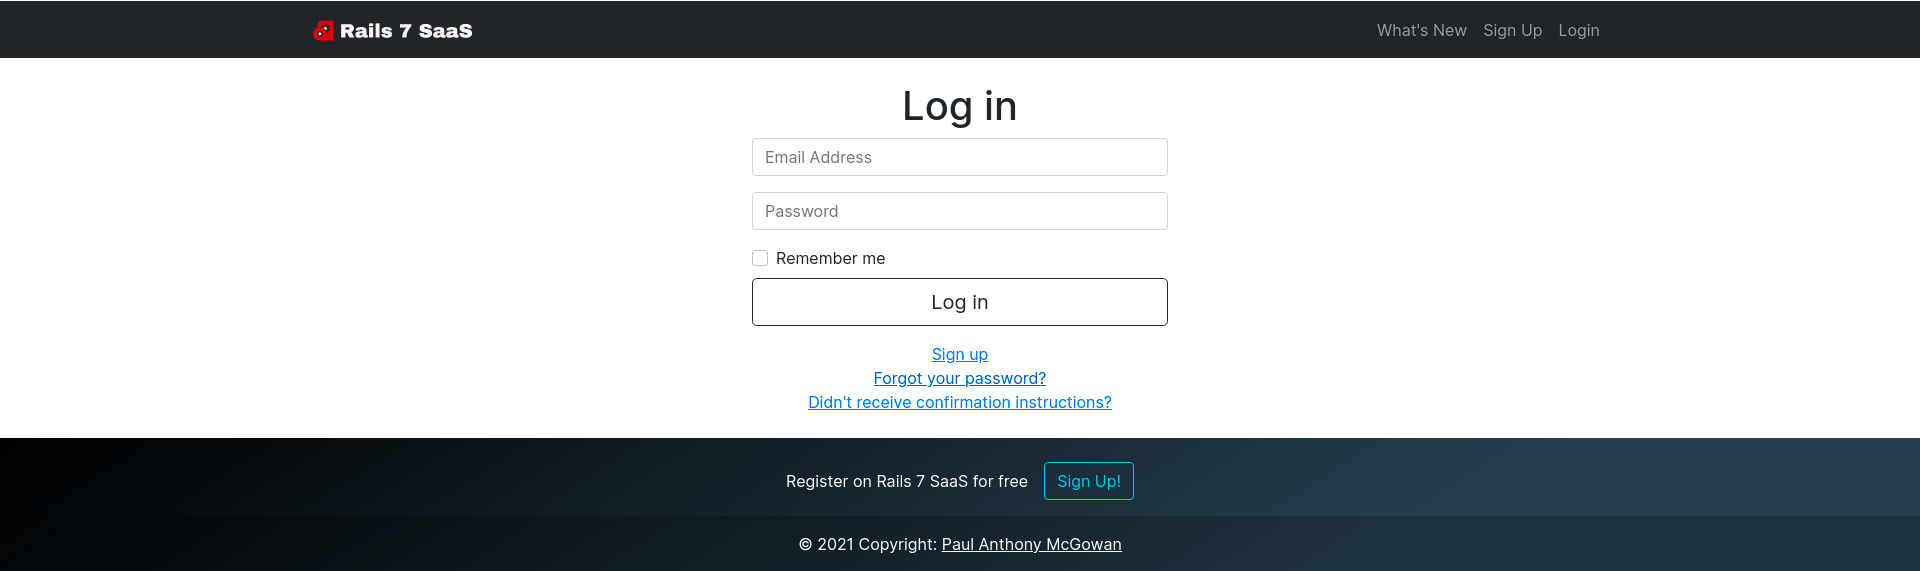 Rails 7 SaaS What's New Sign Up Login
Log in
Email Address
Password
Remember me
Log in
Sign up
Forgot your password?
Didn't receive confirmation instructions?
Register on Rails 7 SaaS for free Sign Up!
© 2021 Copyright: Paul Anthony McGowan